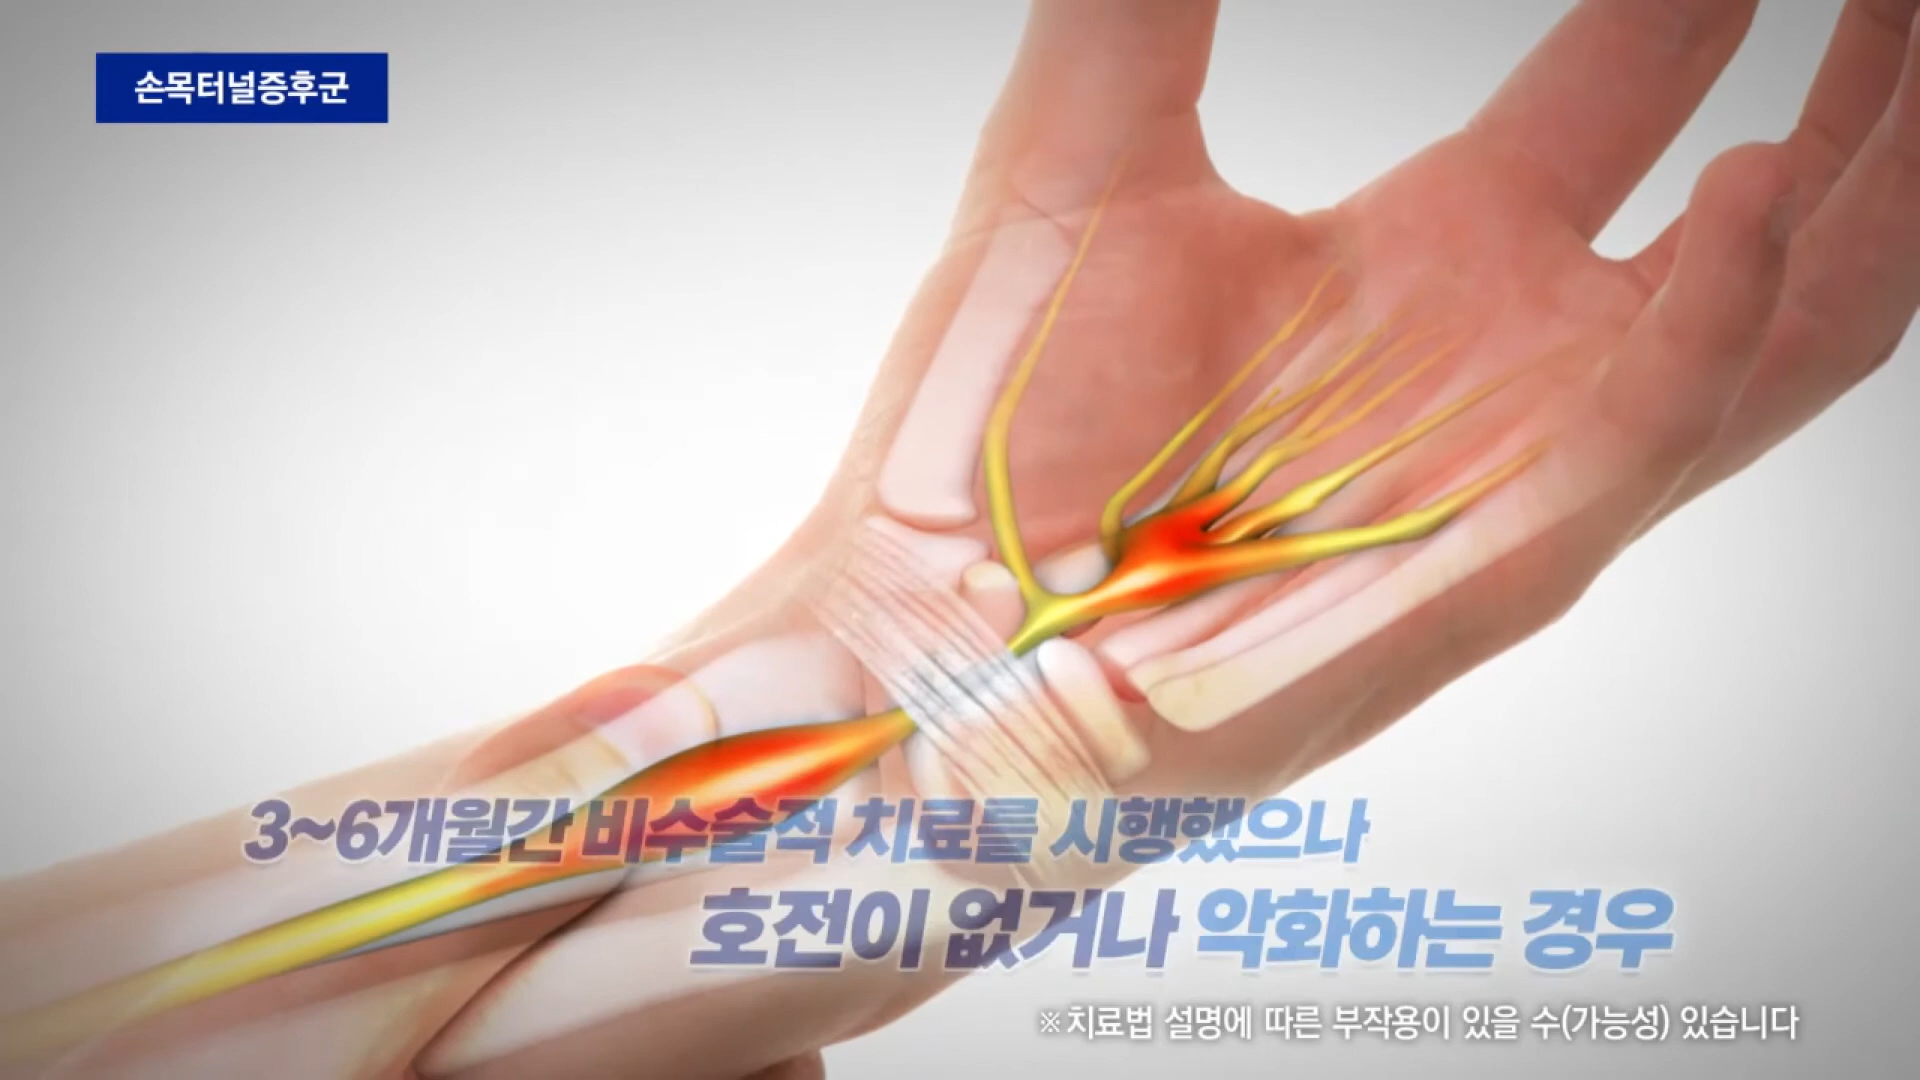 손목터널증후군
3~6개월간 비수술적 치료를 시행했으나
호전이 없거나 악화하는 경우
※치료법 설명에 따른 부작용이 있을 수(가능성) 있습니다